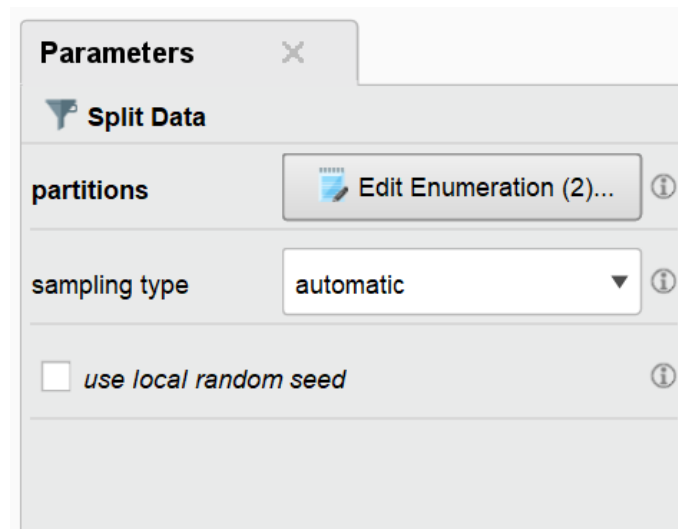 Parameters
Split Data
partitions
Edit Enumeration (2)...
sampling type
automatic
use local random seed